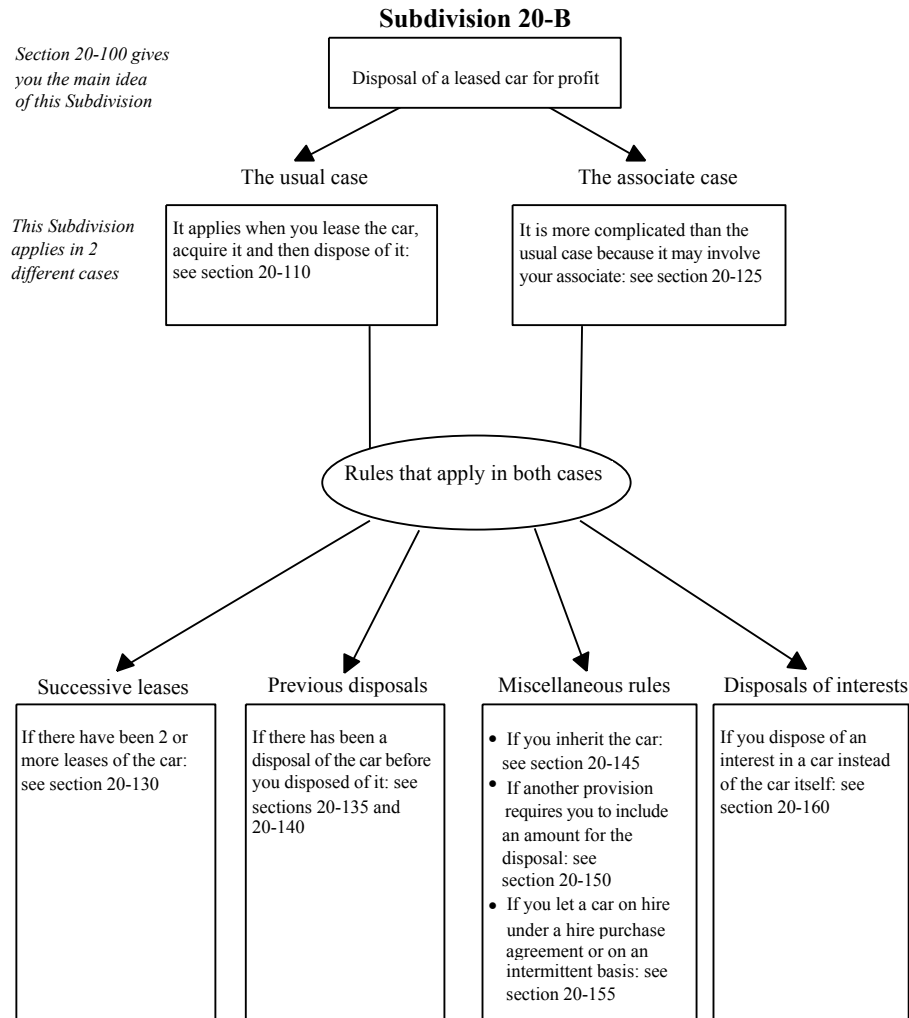 Subdivision 20-B
Section 20-100 gives
you the main idea
of this Subdivision
Disposal of a leased car for profit
The usual case
The associate case
This Subdivision
applies in 2
different cases
It applies when you lease the car,
acquire it and then dispose of it:
see section 20-110
It is more complicated than the
usual case because it may involve
your associate: see section 20-125
Rules that apply in both cases
Successive leases
If there have been 2 or
more leases of the car:
see section 20-130
Previous disposals
If there has been a
disposal of the car before
you disposed of it: see
sections 20-135 and
20-140
Miscellaneous rules
• If you inherit the car:
see section 20-145
• If another provision
requires you to include
an amount for the
disposal: see
section 20-150
• If you let a car on hire
under a hire purchase
agreement or on an
intermittent basis: see
section 20-155
Disposals of interests
If you dispose of an
interest in a car instead
of the car itself: see
section 20-160